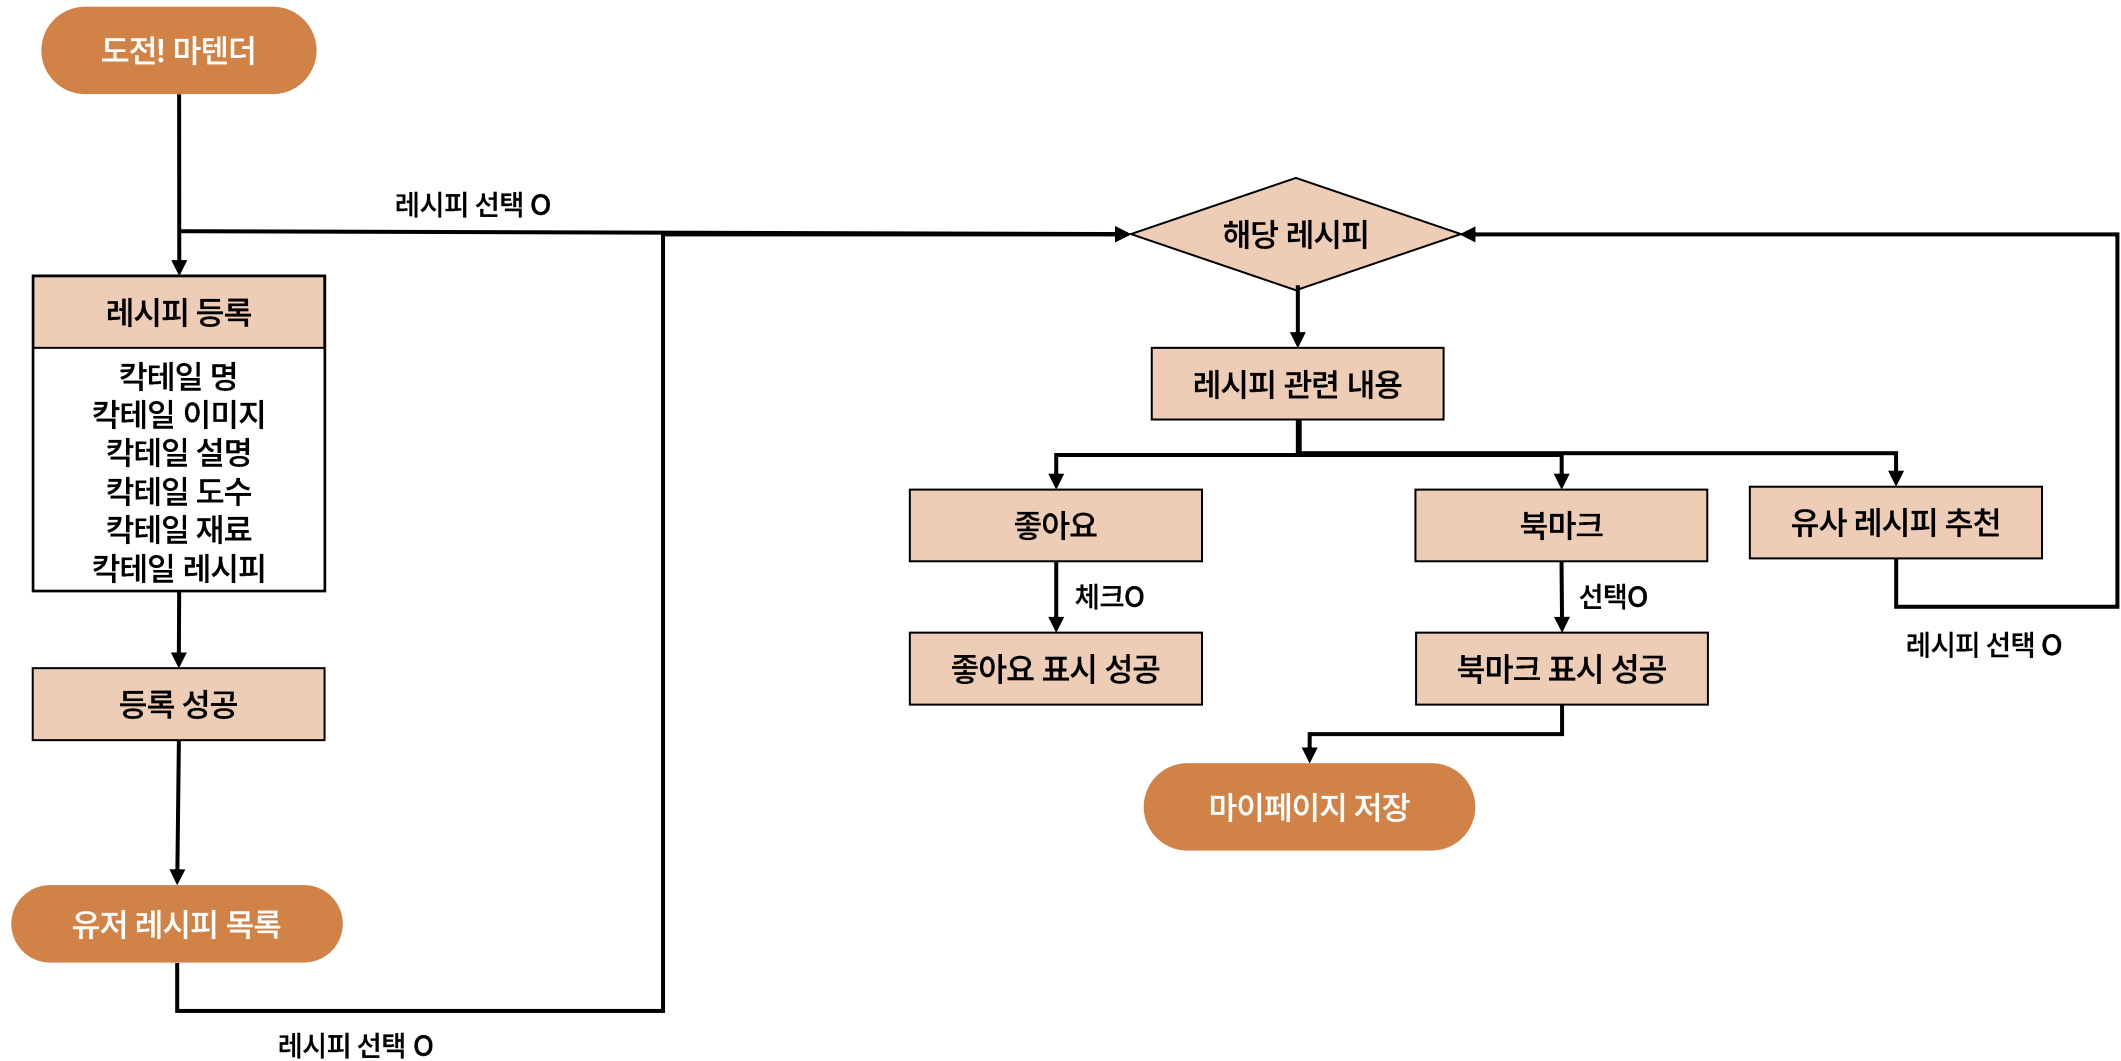 도전! 마텐더
레시피 선택 O
해당 레시피
레시피 등록
칵테일 명
칵테일 이미지
칵테일 설명
칵테일 도수
칵테일 재료
칵테일 레시피
등록 성공
유저 레시피 목록
레시피 선택 O
레시피 관련 내용
좋아요
북마크
유사 레시피 추천
체크O
선택O
레시피 선택 O
좋아요 표시 성공
북마크 표시 성공
마이페이지 저장